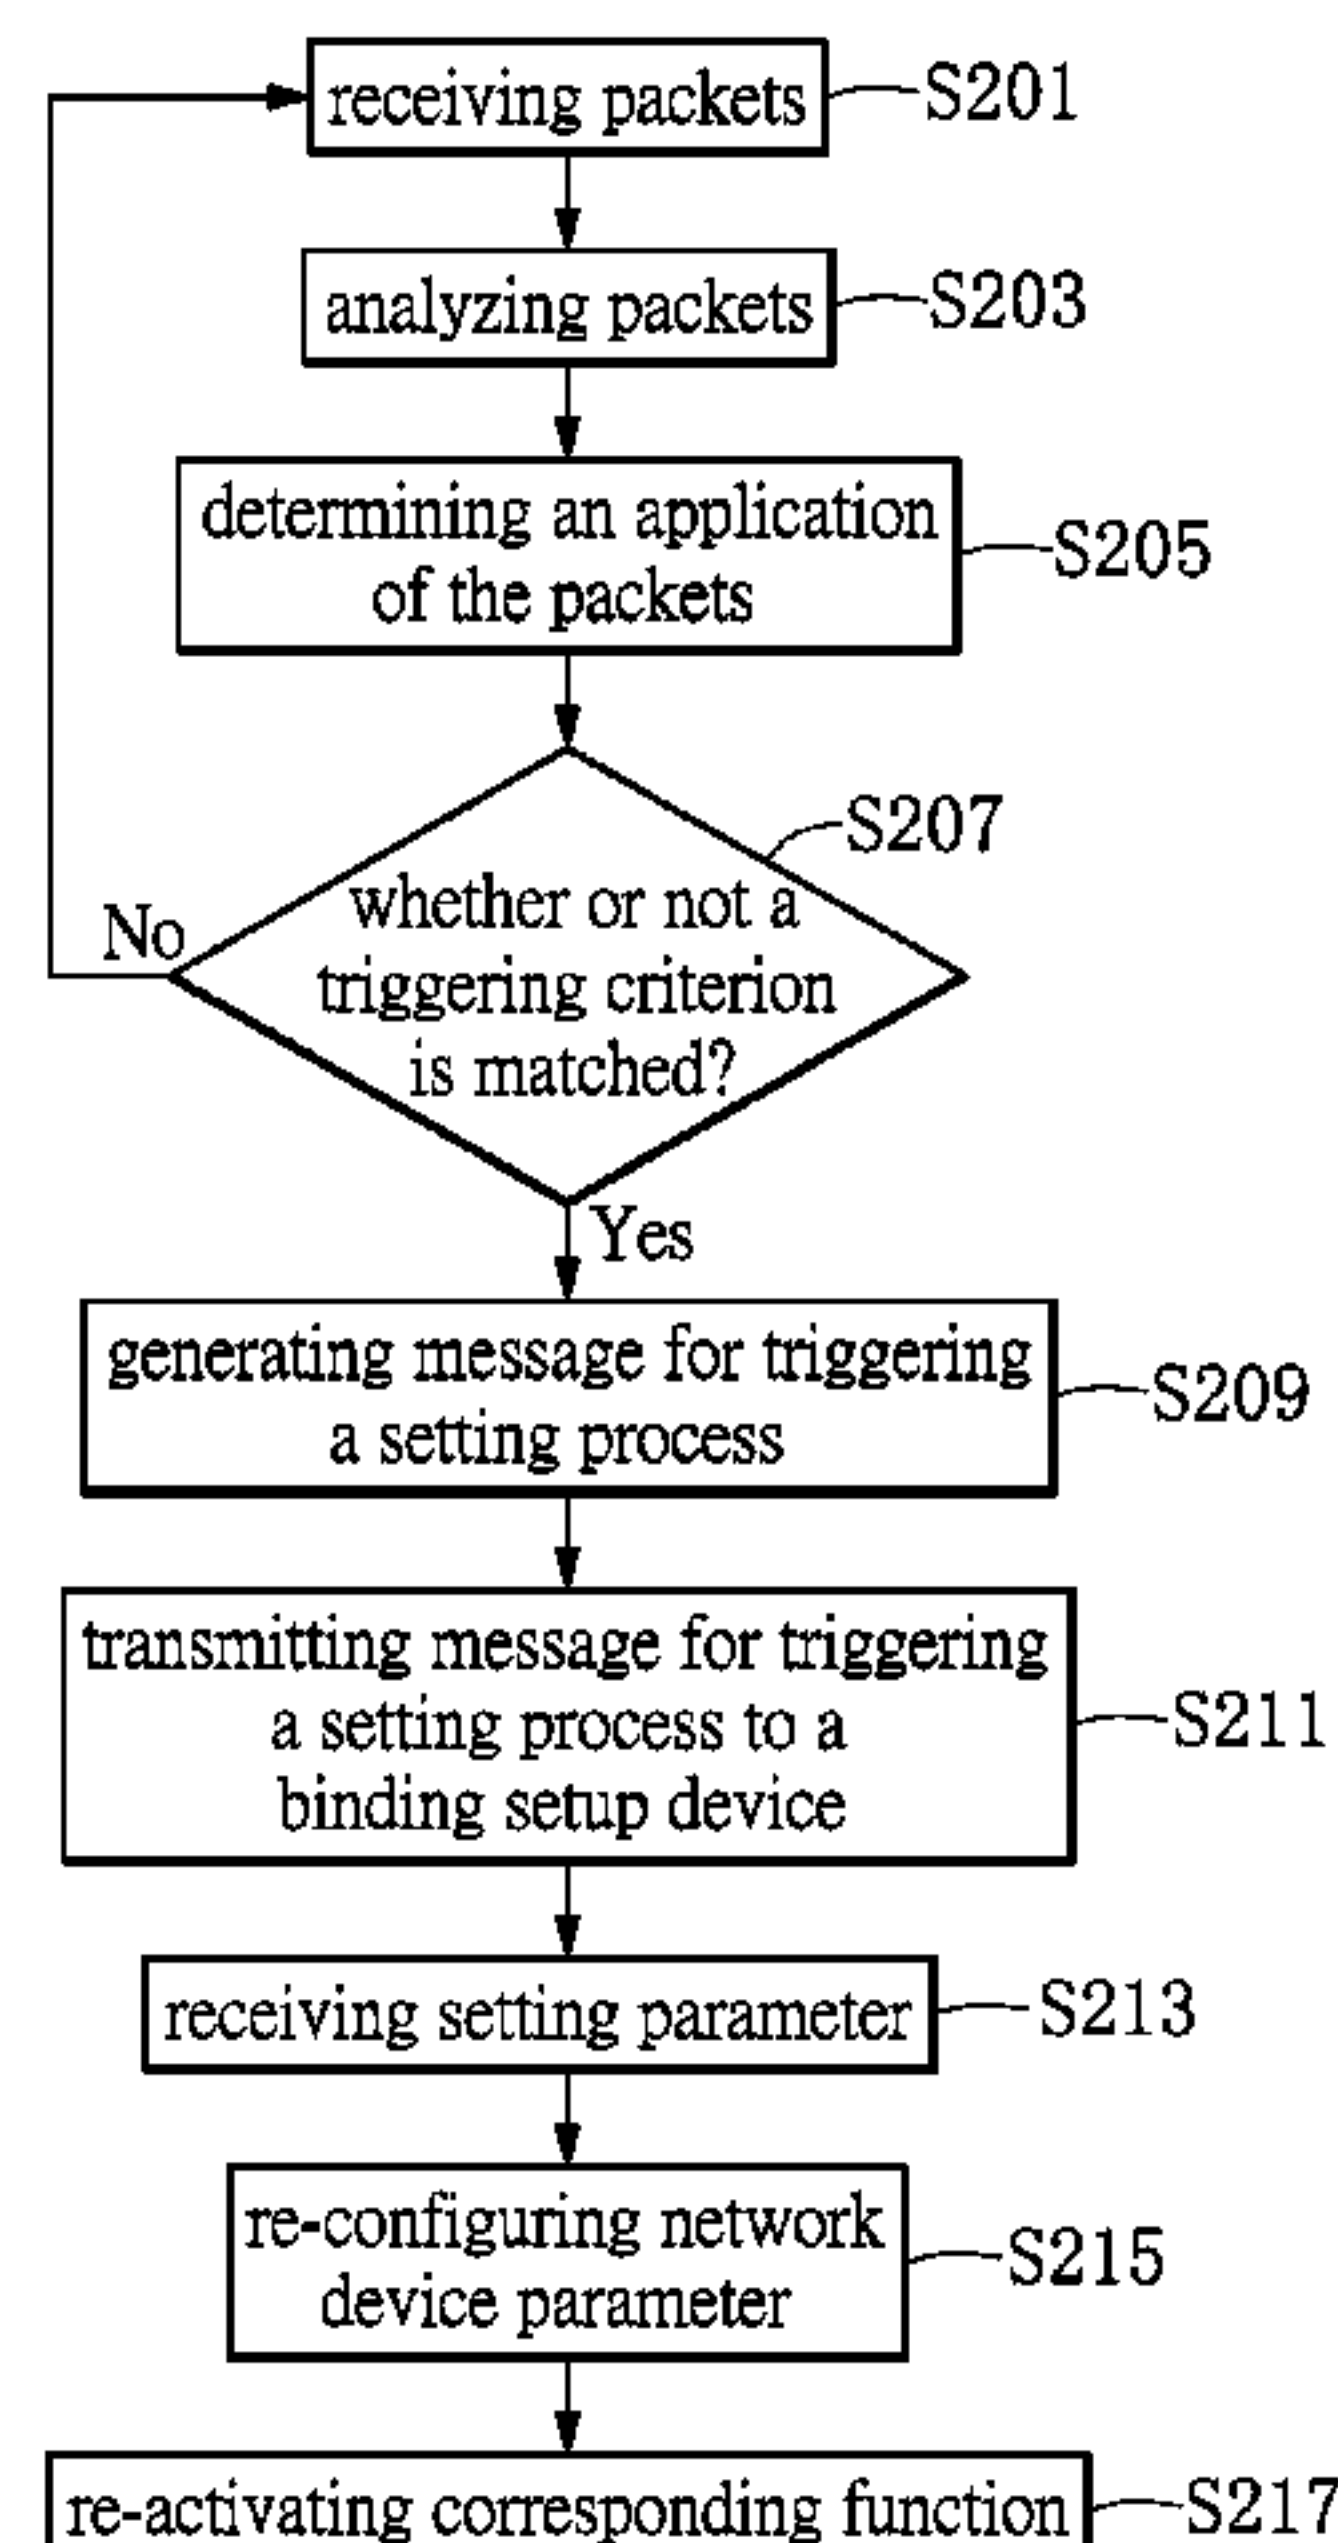 receiving packets
S201
analyzing packets
S203
determining an application
of the packets
S205
S207
whether or not a
triggering criterion
is matched?
No
Yes
generating message for triggering
a setting process
S209
transmitting message for triggering
a setting process to a
binding setup device
S211
receiving setting parameter
S213
re-configuring network
device parameter
S215
re-activating corresponding function
S217